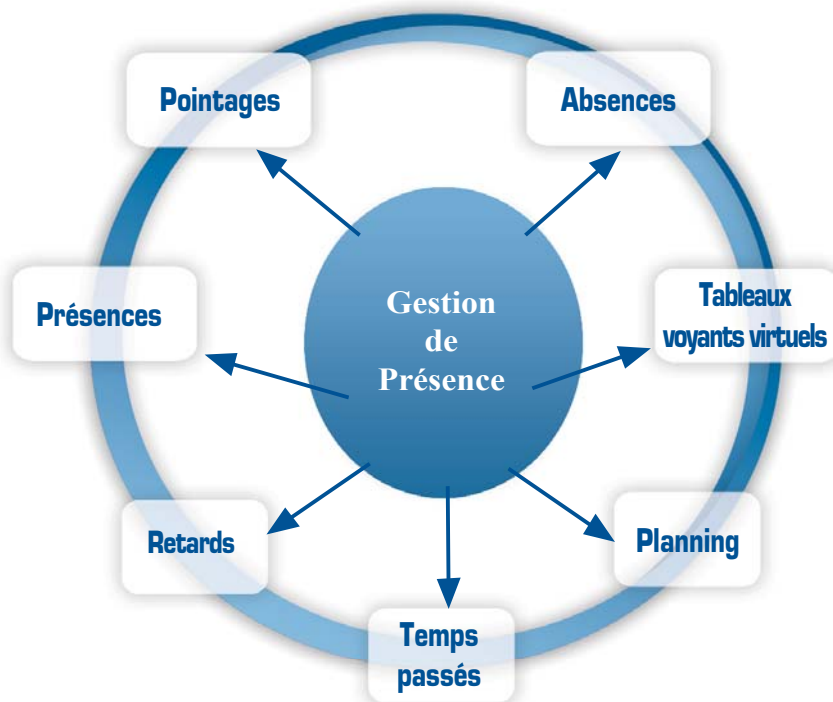 Pointages
Absences
Gestion
de
Présence
Présences
Tableaux
voyants virtuels
Retards
Planning
Temps
passés